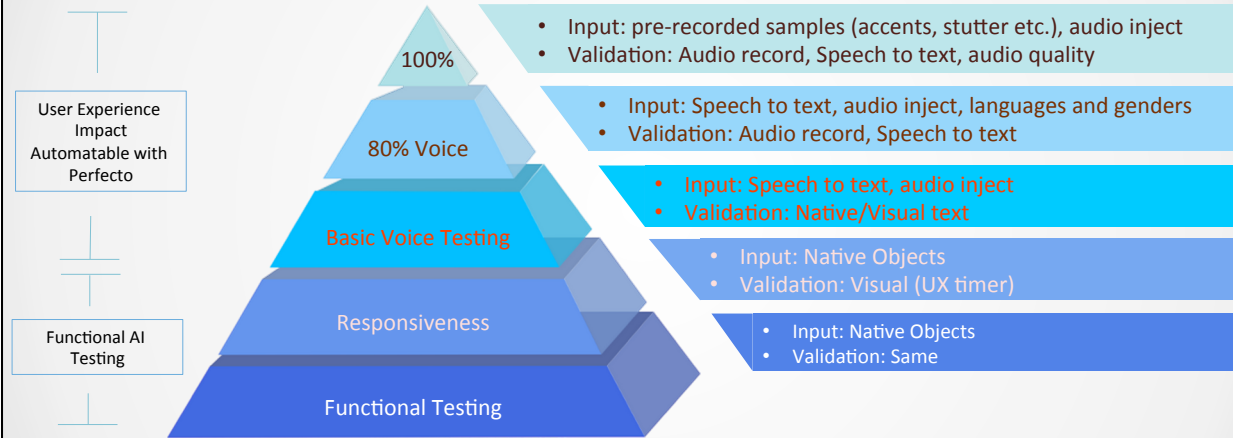 100%
• Input: pre-recorded samples (accents, stutter etc.), audio inject
• Validation: Audio record, Speech to text, audio quality
User Experience
Impact
Automatable with
Perfecto
80% Voice
• Input: Speech to text, audio inject, languages and genders
• Validation: Audio record, Speech to text
Basic Voice Testing
• Input: Speech to text, audio inject
• Validation: Native/Visual text
Responsiveness
• Input: Native Objects
• Validation: Visual (UX timer)
Functional AI
Testing
Functional Testing
• Input: Native Objects
• Validation: Same